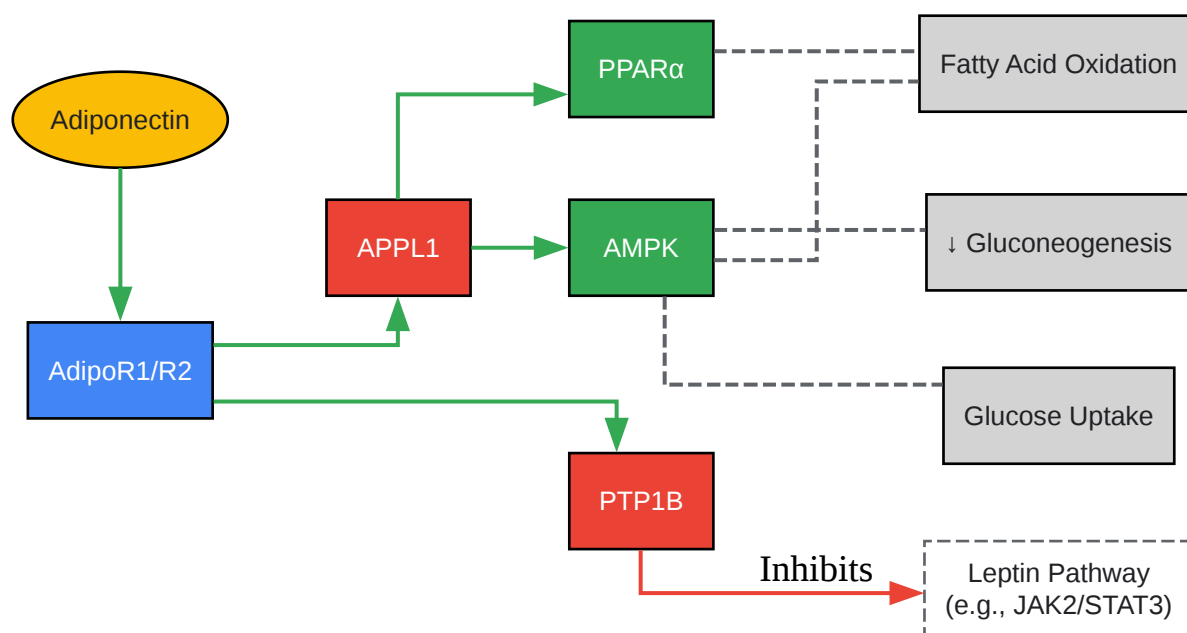 PPARα
Fatty Acid Oxidation
Adiponectin
APPL1
AMPK
↓ Gluconeogenesis
AdipoR1/R2
Glucose Uptake
PTP1B
Inhibits
Leptin Pathway
(e.g., JAK2/STAT3)